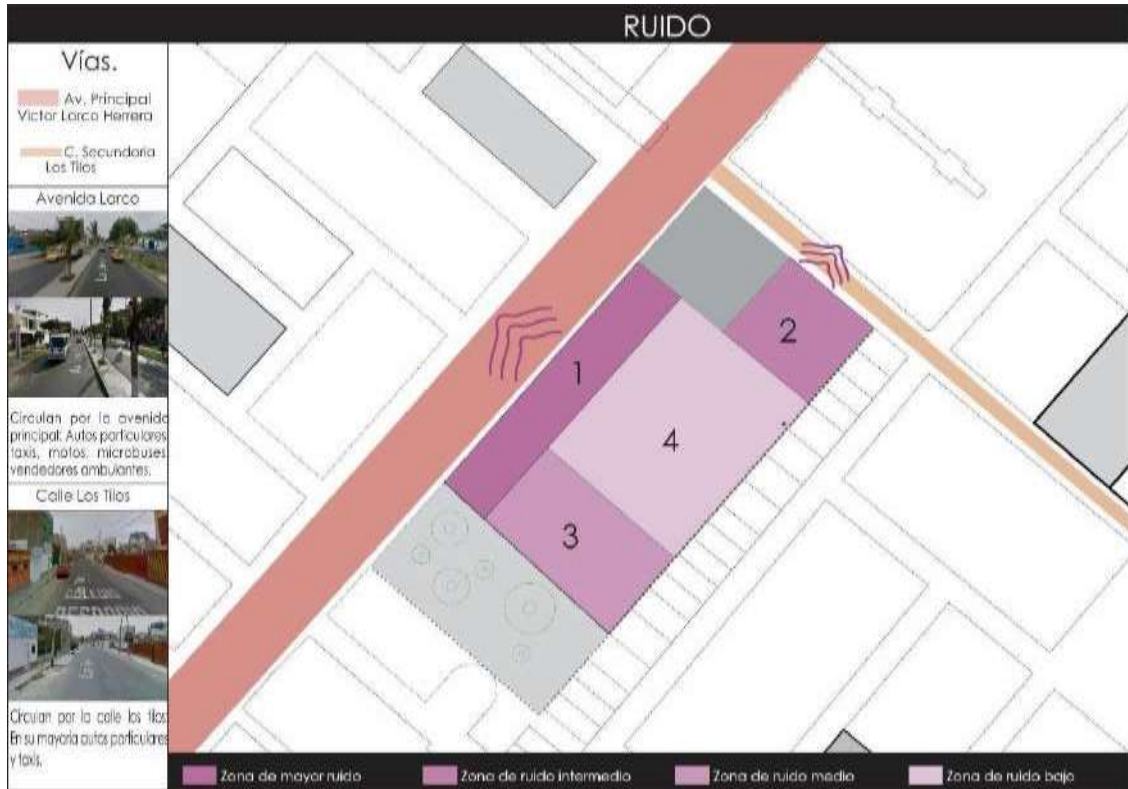 RUIDO
Vías.
Av. Principal
Victor Larco Herrera
C. Secundaria
Los Tilos
Avenida Larco
Circulan por la avenida
principal: Autos particulares
taxis, motos, microbuses
vendedores ambulantes.
Calle Los Tilos
Circulan por la calle los tilos
En su mayoria autos particulares
y taxis.
1
2
3
4
Zona de mayor ruido
Zona de ruido intermedio
Zona de ruido medio
Zona de ruido bajo